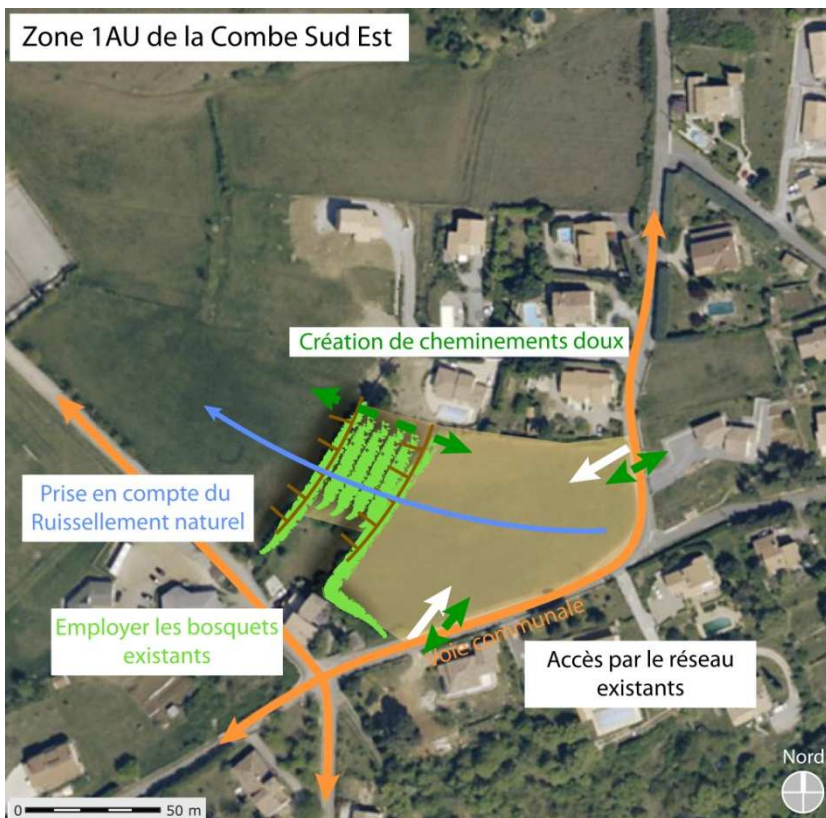 Zone 1AU de la Combe Sud Est
Création de cheminements doux
Prise en compte du
Ruissellement naturel
Employer les bosquets
existants
Voie communale
Accès par le réseau
existants
Nord
0 50 m